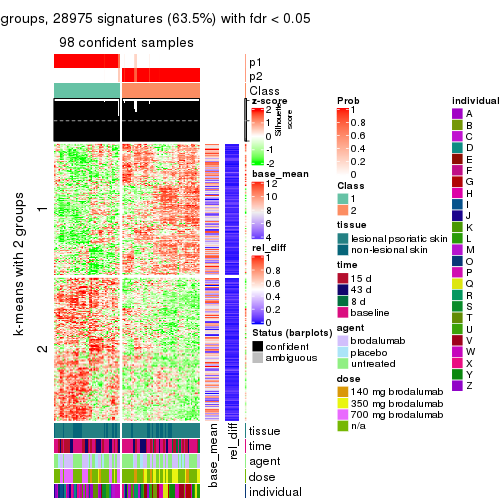 groups, 28975 signatures (63.5%) with fdr < 0.05
98 confident samples
p1
p2
Class
Silhouette
score
k-means with 2 groups
1
2
tissue
time
agent
dose
individual
base_mean
rel_diff
z-score
2
1
0
-1
-2
base_mean
12
10
8
6
4
rel_diff
1
0.8
0.6
0.4
0.2
0
Status (barplots)
confident
ambiguous
Prob
1
0.8
0.6
0.4
0.2
0
Class
1
2
tissue
lesional psoriatic skin
non-lesional skin
time
15 d
43 d
8 d
baseline
agent
brodalumab
placebo
untreated
dose
140 mg brodalumab
350 mg brodalumab
700 mg brodalumab
n/a
individual
A
B
C
D
E
F
G
H
I
J
K
L
M
O
P
Q
R
S
T
U
V
W
X
Y
Z